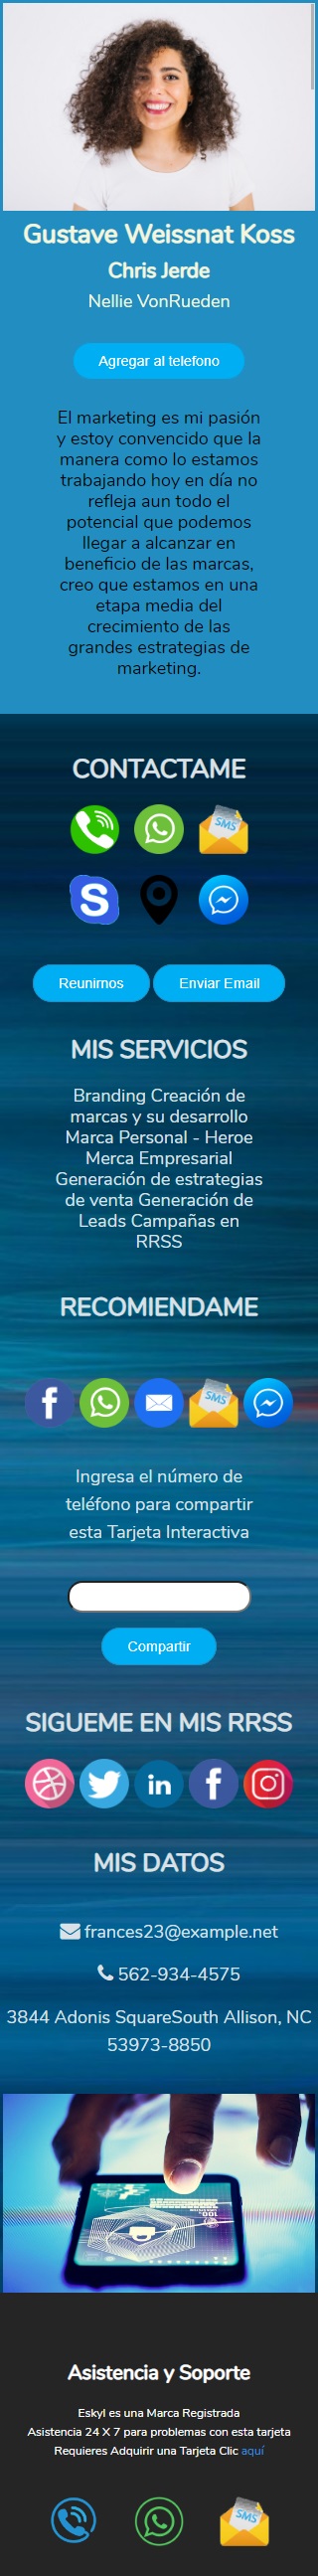 Gustave Weissnat Koss
Chris Jerde
Nellie VonRueden
Agregar al telefono
El marketing es mi pasión
y estoy convencido que la
manera como lo estamos
trabajando hoy en día no
refleja aun todo el
potencial que podemos
llegar a alcanzar en
beneficio de las marcas,
creo que estamos en una
etapa media del
crecimiento de las
grandes estrategias de
marketing.
CONTACTAME
SMS
S
Reunirnos Enviar Email
MIS SERVICIOS
Branding Creación de
marcas y su desarrollo
Marca Personal - Heroe
Merca Empresarial
Generación de estrategias
de venta Generación de
Leads Campañas en
RRSS
RECOMIENDAME
f SMS
Ingresa el número de
teléfono para compartir
esta Tarjeta Interactiva
Compartir
SIGUEME EN MIS RRSS
in f
MIS DATOS
frances23@example.net
562-934-4575
3844 Adonis SquareSouth Allison, NC
53973-8850
Asistencia y Soporte
Eskyl es una Marca Registrada
Asistencia 24 X 7 para problemas con esta tarjeta
Requieres Adquirir una Tarjeta Clic aquí
SMS